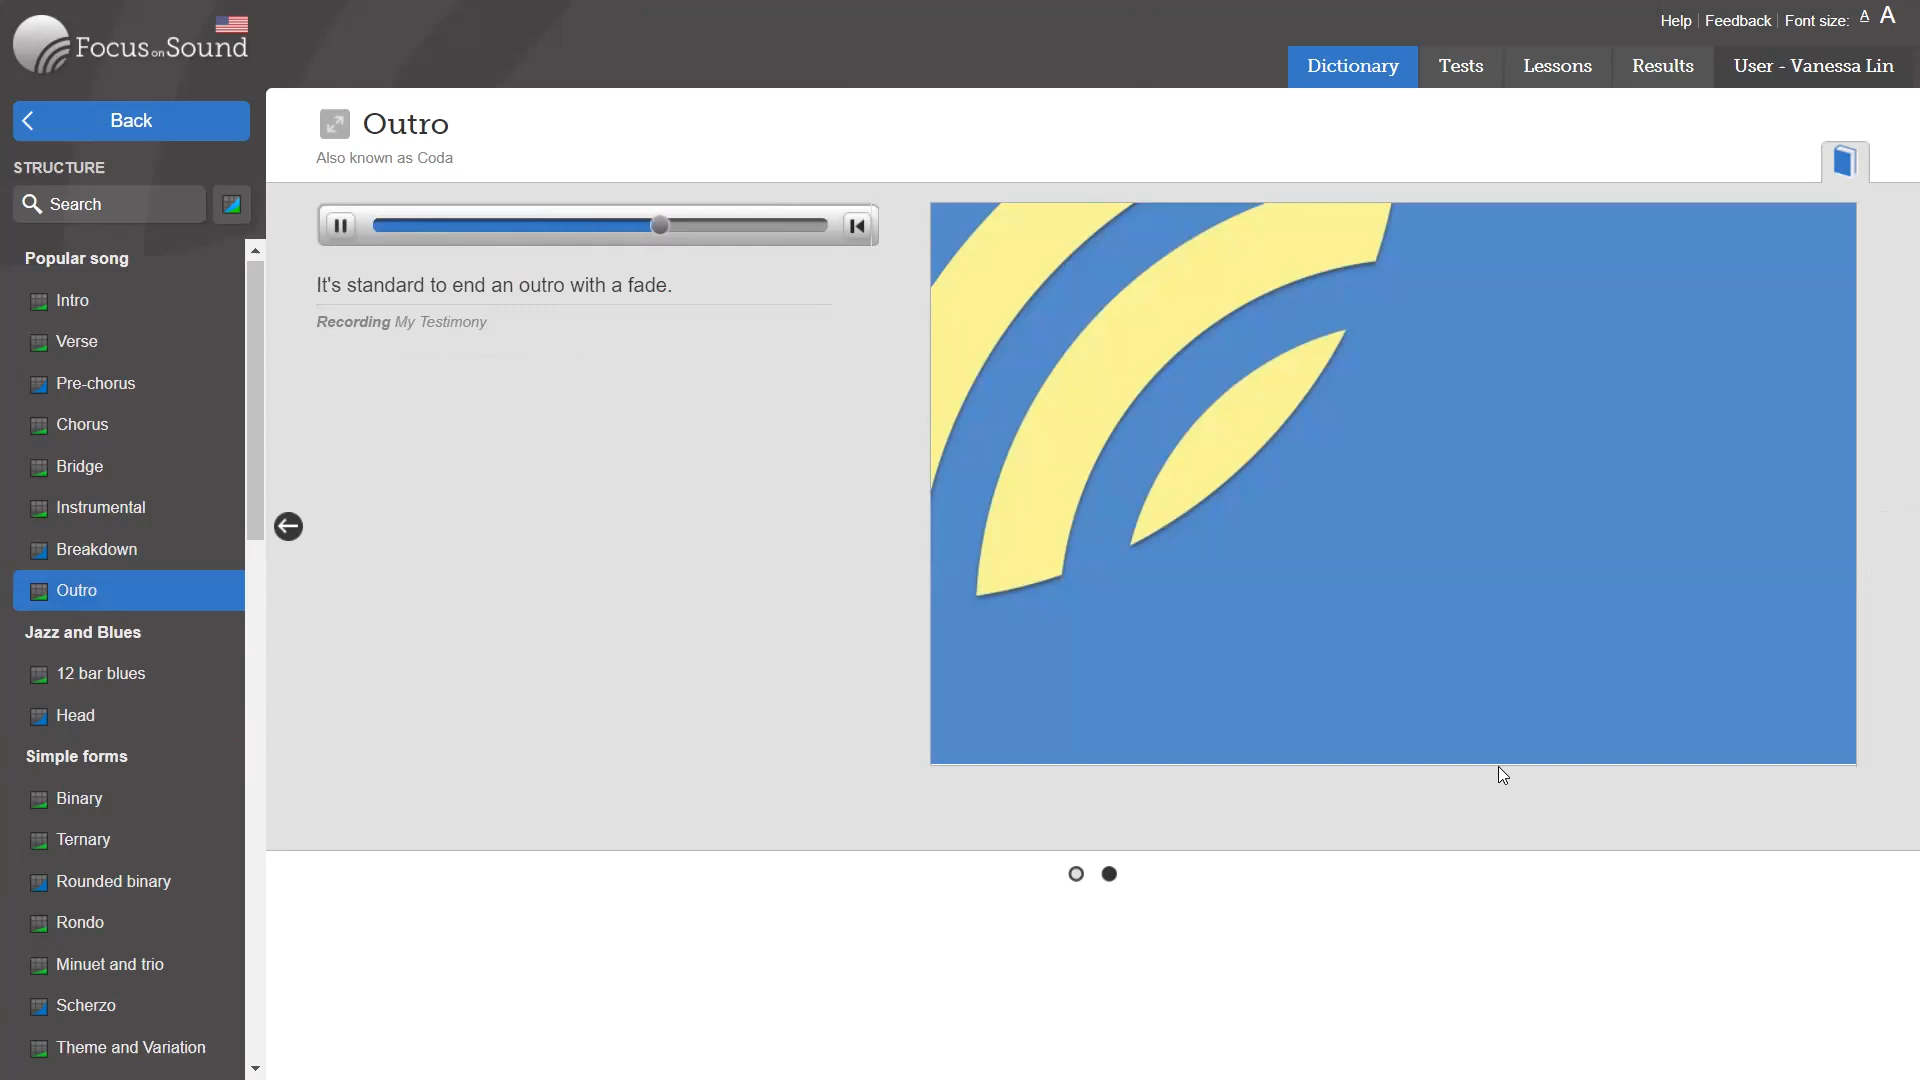 Focus on Sound
Help
Feedback
Font size: A A
Dictionary
Tests
Lessons
Results
User - Vanessa Lin
Back
STRUCTURE
Search
Popular song
Intro
Verse
Pre-chorus
Chorus
Bridge
Instrumental
Breakdown
Outro
Jazz and Blues
12 bar blues
Head
Simple forms
Binary
Ternary
Rounded binary
Rondo
Minuet and trio
Scherzo
Theme and Variation
Outro
Also known as Coda
It's standard to end an outro with a fade.
Recording My Testimony